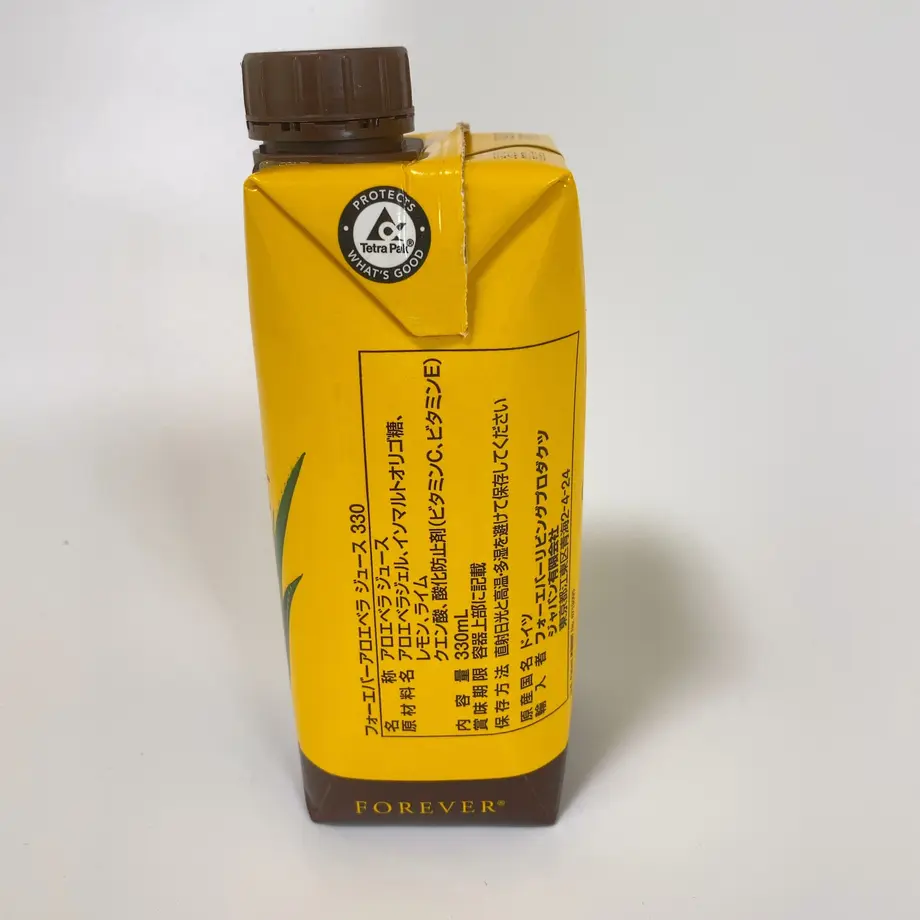 PROTECTS
Tetra Pak®
WHAT'S GOOD
フォーエバーアロエベラ ジュース 330
名称 アロエベラ ジュース
原材料名 アロエベラジェル、イソマルトオリゴ糖、
レモン、ライム
クエン酸、酸化防止剤(ビタミンC、ビタミンE)
内容量 330mL
賞味期限 容器上部に記載
保存方法 直射日光と高温・多湿を避けて保存してください
原産国名 ドイツ
輸入者 フォーエバーリビングプロダクツ
ジャパン有限会社
東京都江東区青海2-4-24
FOREVER®